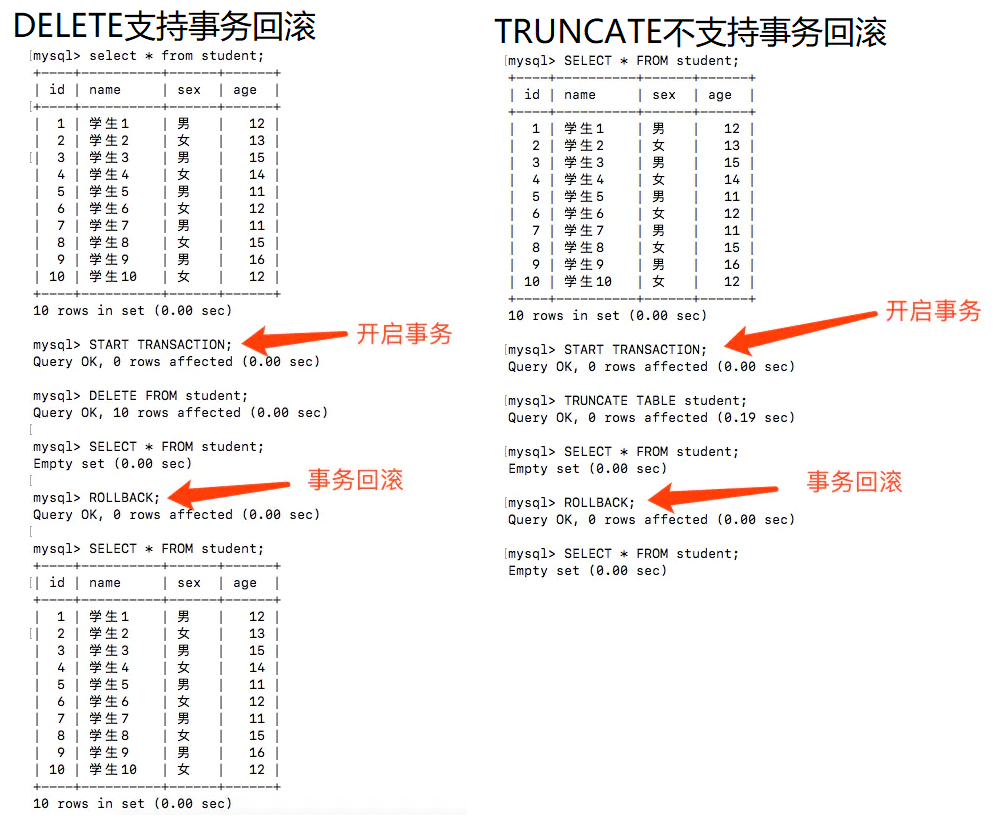 DELETE支持事务回滚
mysql> select * from student;
+----+----------+------+------+
| id | name | sex | age |
+----+----------+------+------+
| 1 | 学生1 | 男 | 12 |
| 2 | 学生2 | 女 | 13 |
| 3 | 学生3 | 男 | 15 |
| 4 | 学生4 | 女 | 14 |
| 5 | 学生5 | 男 | 11 |
| 6 | 学生6 | 女 | 12 |
| 7 | 学生7 | 男 | 11 |
| 8 | 学生8 | 女 | 15 |
| 9 | 学生9 | 男 | 16 |
| 10 | 学生10 | 女 | 12 |
+----+----------+------+------+
10 rows in set (0.00 sec)
mysql> START TRANSACTION;
开启事务
Query OK, 0 rows affected (0.00 sec)
mysql> DELETE FROM student;
Query OK, 10 rows affected (0.00 sec)
mysql> SELECT * FROM student;
Empty set (0.00 sec)
mysql> ROLLBACK;
事务回滚
Query OK, 0 rows affected (0.00 sec)
mysql> SELECT * FROM student;
+----+----------+------+------+
| id | name | sex | age |
+----+----------+------+------+
| 1 | 学生1 | 男 | 12 |
| 2 | 学生2 | 女 | 13 |
| 3 | 学生3 | 男 | 15 |
| 4 | 学生4 | 女 | 14 |
| 5 | 学生5 | 男 | 11 |
| 6 | 学生6 | 女 | 12 |
| 7 | 学生7 | 男 | 11 |
| 8 | 学生8 | 女 | 15 |
| 9 | 学生9 | 男 | 16 |
| 10 | 学生10 | 女 | 12 |
+----+----------+------+------+
10 rows in set (0.00 sec)
TRUNCATE不支持事务回滚
mysql> SELECT * FROM student;
+----+----------+------+------+
| id | name | sex | age |
+----+----------+------+------+
| 1 | 学生1 | 男 | 12 |
| 2 | 学生2 | 女 | 13 |
| 3 | 学生3 | 男 | 15 |
| 4 | 学生4 | 女 | 14 |
| 5 | 学生5 | 男 | 11 |
| 6 | 学生6 | 女 | 12 |
| 7 | 学生7 | 男 | 11 |
| 8 | 学生8 | 女 | 15 |
| 9 | 学生9 | 男 | 16 |
| 10 | 学生10 | 女 | 12 |
+----+----------+------+------+
10 rows in set (0.00 sec)
开启事务
mysql> START TRANSACTION;
Query OK, 0 rows affected (0.00 sec)
mysql> TRUNCATE TABLE student;
Query OK, 0 rows affected (0.19 sec)
mysql> SELECT * FROM student;
Empty set (0.00 sec)
事务回滚
mysql> ROLLBACK;
Query OK, 0 rows affected (0.00 sec)
mysql> SELECT * FROM student;
Empty set (0.00 sec)